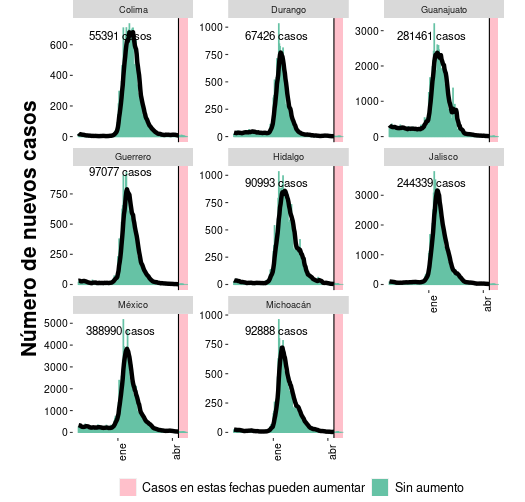 Número de nuevos casos
Colima
55391 casos
600
400
200
0
Durango
67426 casos
1000
750
500
250
0
Guanajuato
281461 casos
3000
2000
1000
0
Guerrero
97077 casos
750
500
250
0
Hidalgo
90993 casos
1000
750
500
250
0
Jalisco
244339 casos
3000
2000
1000
0
ene
abr
México
388990 casos
5000
4000
3000
2000
1000
0
ene
abr
Michoacán
92888 casos
1000
750
500
250
0
ene
abr
Casos en estas fechas pueden aumentar
Sin aumento